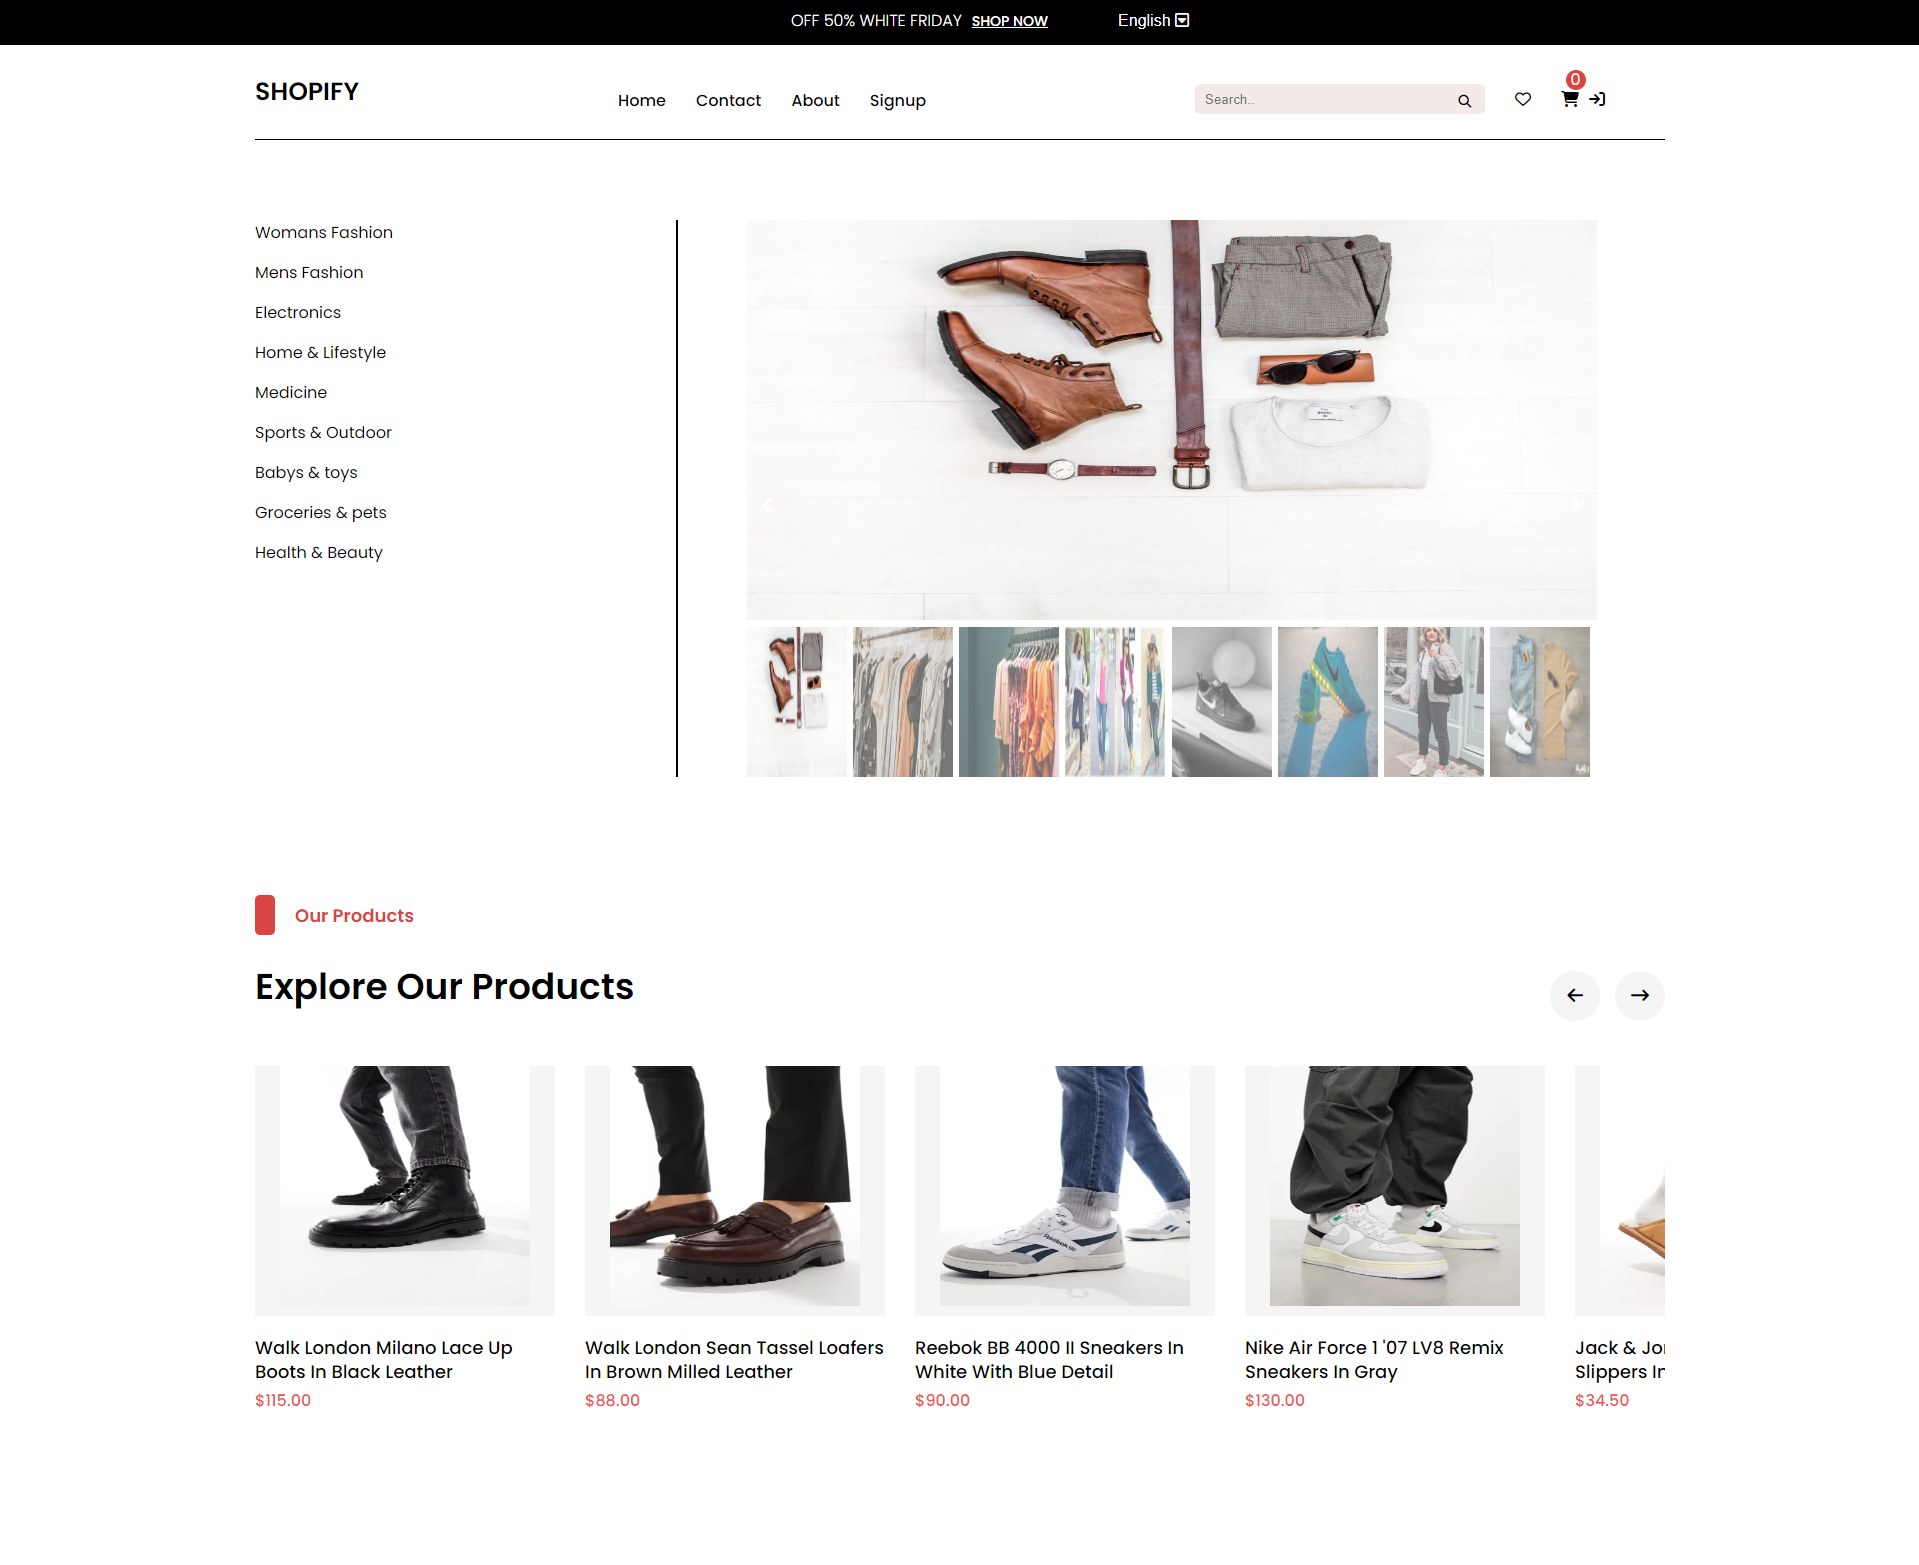 OFF 50% WHITE FRIDAY SHOP NOW English
SHOPIFY
Home Contact About Signup
Search..
0
Womans Fashion
Mens Fashion
Electronics
Home & Lifestyle
Medicine
Sports & Outdoor
Babys & toys
Groceries & pets
Health & Beauty
Our Products
Explore Our Products
Reebok
Walk London Milano Lace Up
Boots In Black Leather
$115.00
Walk London Sean Tassel Loafers
In Brown Milled Leather
$88.00
Reebok BB 4000 II Sneakers In
White With Blue Detail
$90.00
Nike Air Force 1 '07 LV8 Remix
Sneakers In Gray
$130.00
Jack & Jo
Slippers In
$34.50